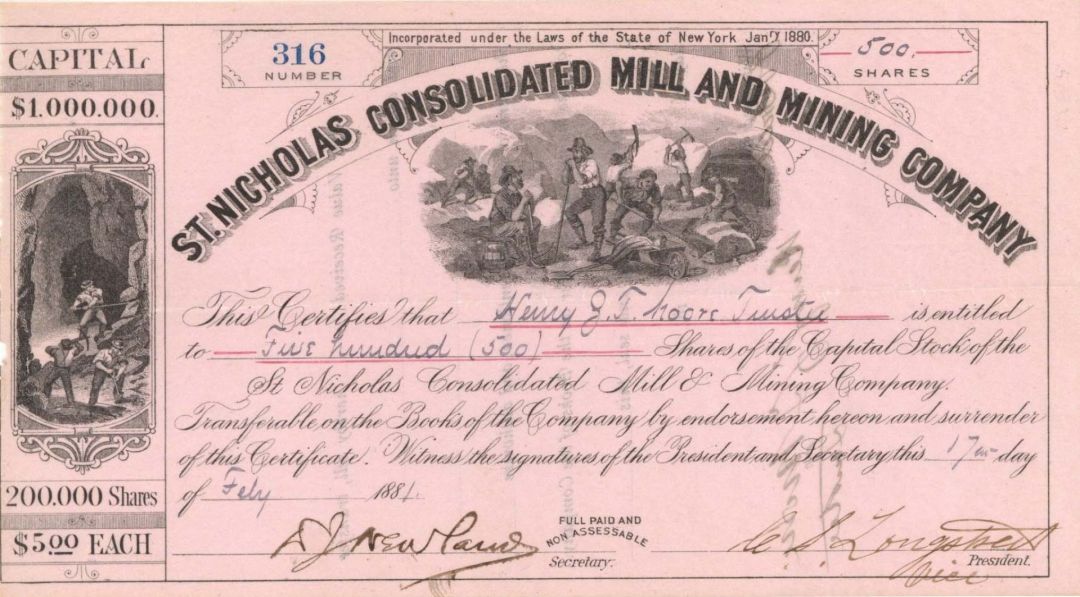 CAPITAL
$1.000.000.
200.000 Shares
$5.00 EACH
316
NUMBER
Incorporated under the Laws of the State of New York Jany 1880.
500.
SHARES
ST. NICHOLAS CONSOLIDATED MILL AND MINING COMPANY
This Certifies that Henry J. T. Moore Trustee is entitled
to Five hundred (500) Shares of the Capital Stock of the
St Nicholas Consolidated Mill & Mining Company.
Transferable on the Books of the Company by endorsement hereon and surrender
of this Certificate. Witness the signatures of the President and Secretary this 17th day
of Feby 1881.
FULL PAID AND
NON ASSESSABLE
Newland
C S Longstreet
Secretary.
President.
Vice